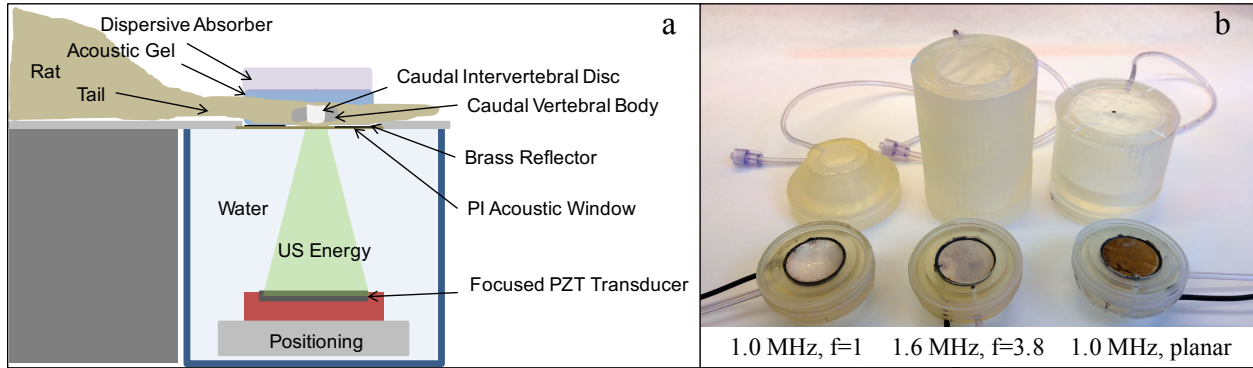 a
Dispersive Absorber
Acoustic Gel
Rat
Tail
Caudal Intervertebral Disc
Caudal Vertebral Body
Brass Reflector
PI Acoustic Window
Water
US Energy
Focused PZT Transducer
Positioning
b
1.0 MHz, f=1 1.6 MHz, f=3.8 1.0 MHz, planar